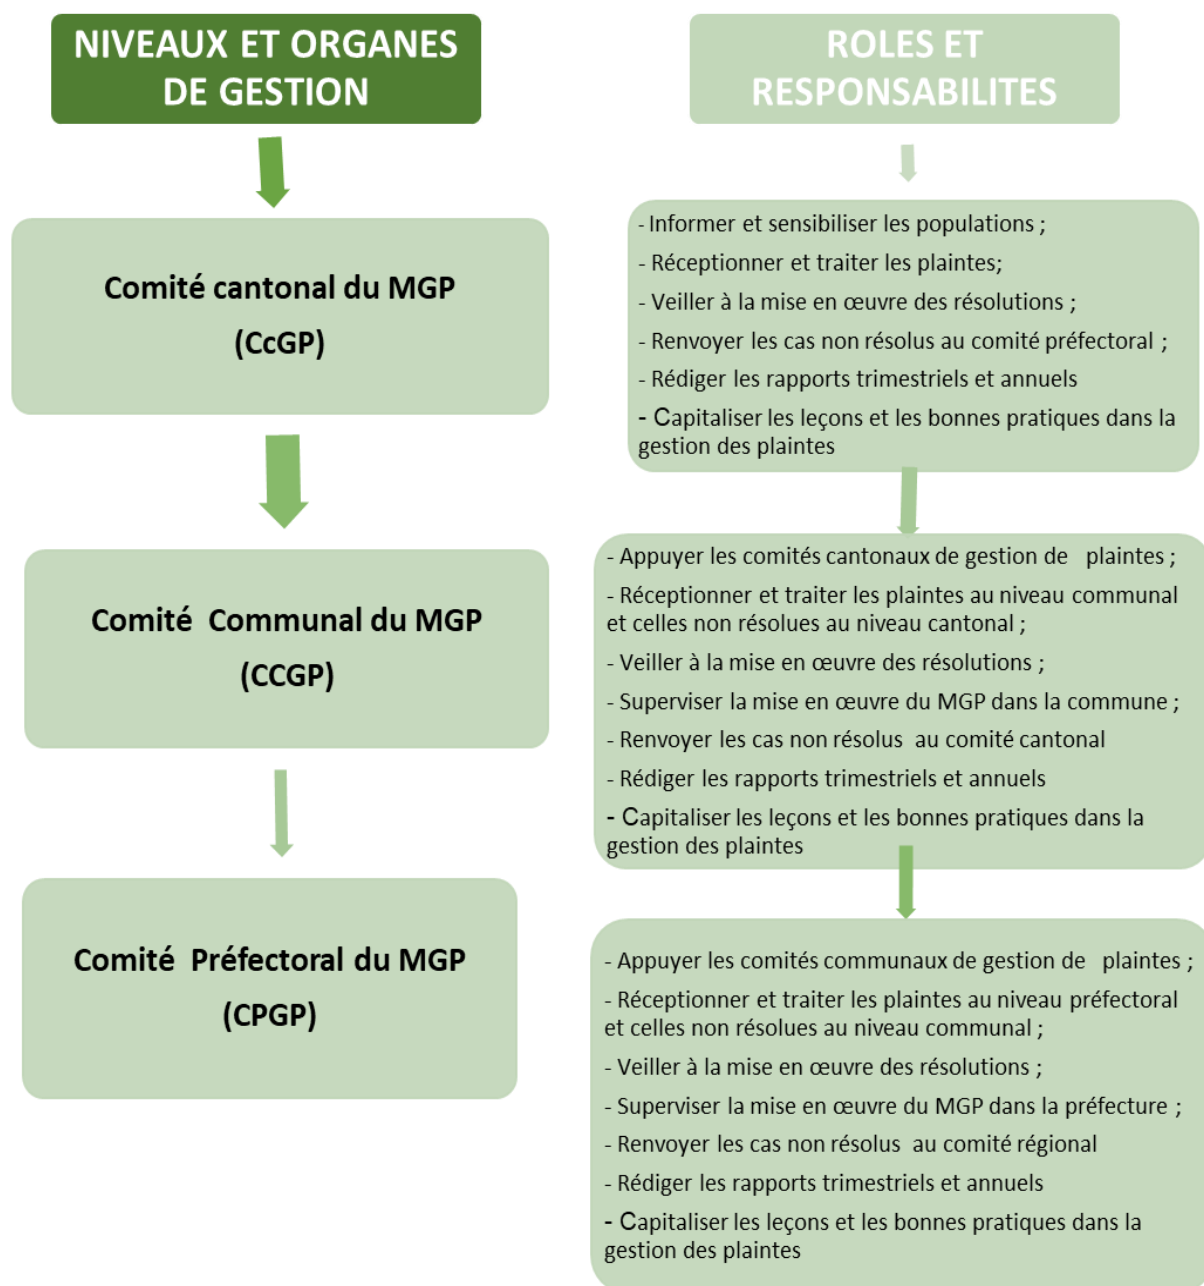 NIVEAUX ET ORGANES
DE GESTION
Comité cantonal du MGP
(CcGP)
Comité Communal du MGP
(CCGP)
Comité Préfectoral du MGP
(CPGP)
ROLES ET
RESPONSABILITES
- Informer et sensibiliser les populations ;
- Réceptionner et traiter les plaintes;
- Veiller à la mise en œuvre des résolutions ;
- Renvoyer les cas non résolus au comité préfectoral ;
- Rédiger les rapports trimestriels et annuels
- Capitaliser les leçons et les bonnes pratiques dans la
gestion des plaintes
- Appuyer les comités cantonaux de gestion de plaintes ;
- Réceptionner et traiter les plaintes au niveau communal
et celles non résolues au niveau cantonal ;
- Veiller à la mise en œuvre des résolutions ;
- Superviser la mise en œuvre du MGP dans la commune ;
- Renvoyer les cas non résolus au comité cantonal
- Rédiger les rapports trimestriels et annuels
- Capitaliser les leçons et les bonnes pratiques dans la
gestion des plaintes
- Appuyer les comités communaux de gestion de plaintes ;
- Réceptionner et traiter les plaintes au niveau préfectoral
et celles non résolues au niveau communal ;
- Veiller à la mise en œuvre des résolutions ;
- Superviser la mise en œuvre du MGP dans la préfecture ;
- Renvoyer les cas non résolus au comité régional
- Rédiger les rapports trimestriels et annuels
- Capitaliser les leçons et les bonnes pratiques dans la
gestion des plaintes